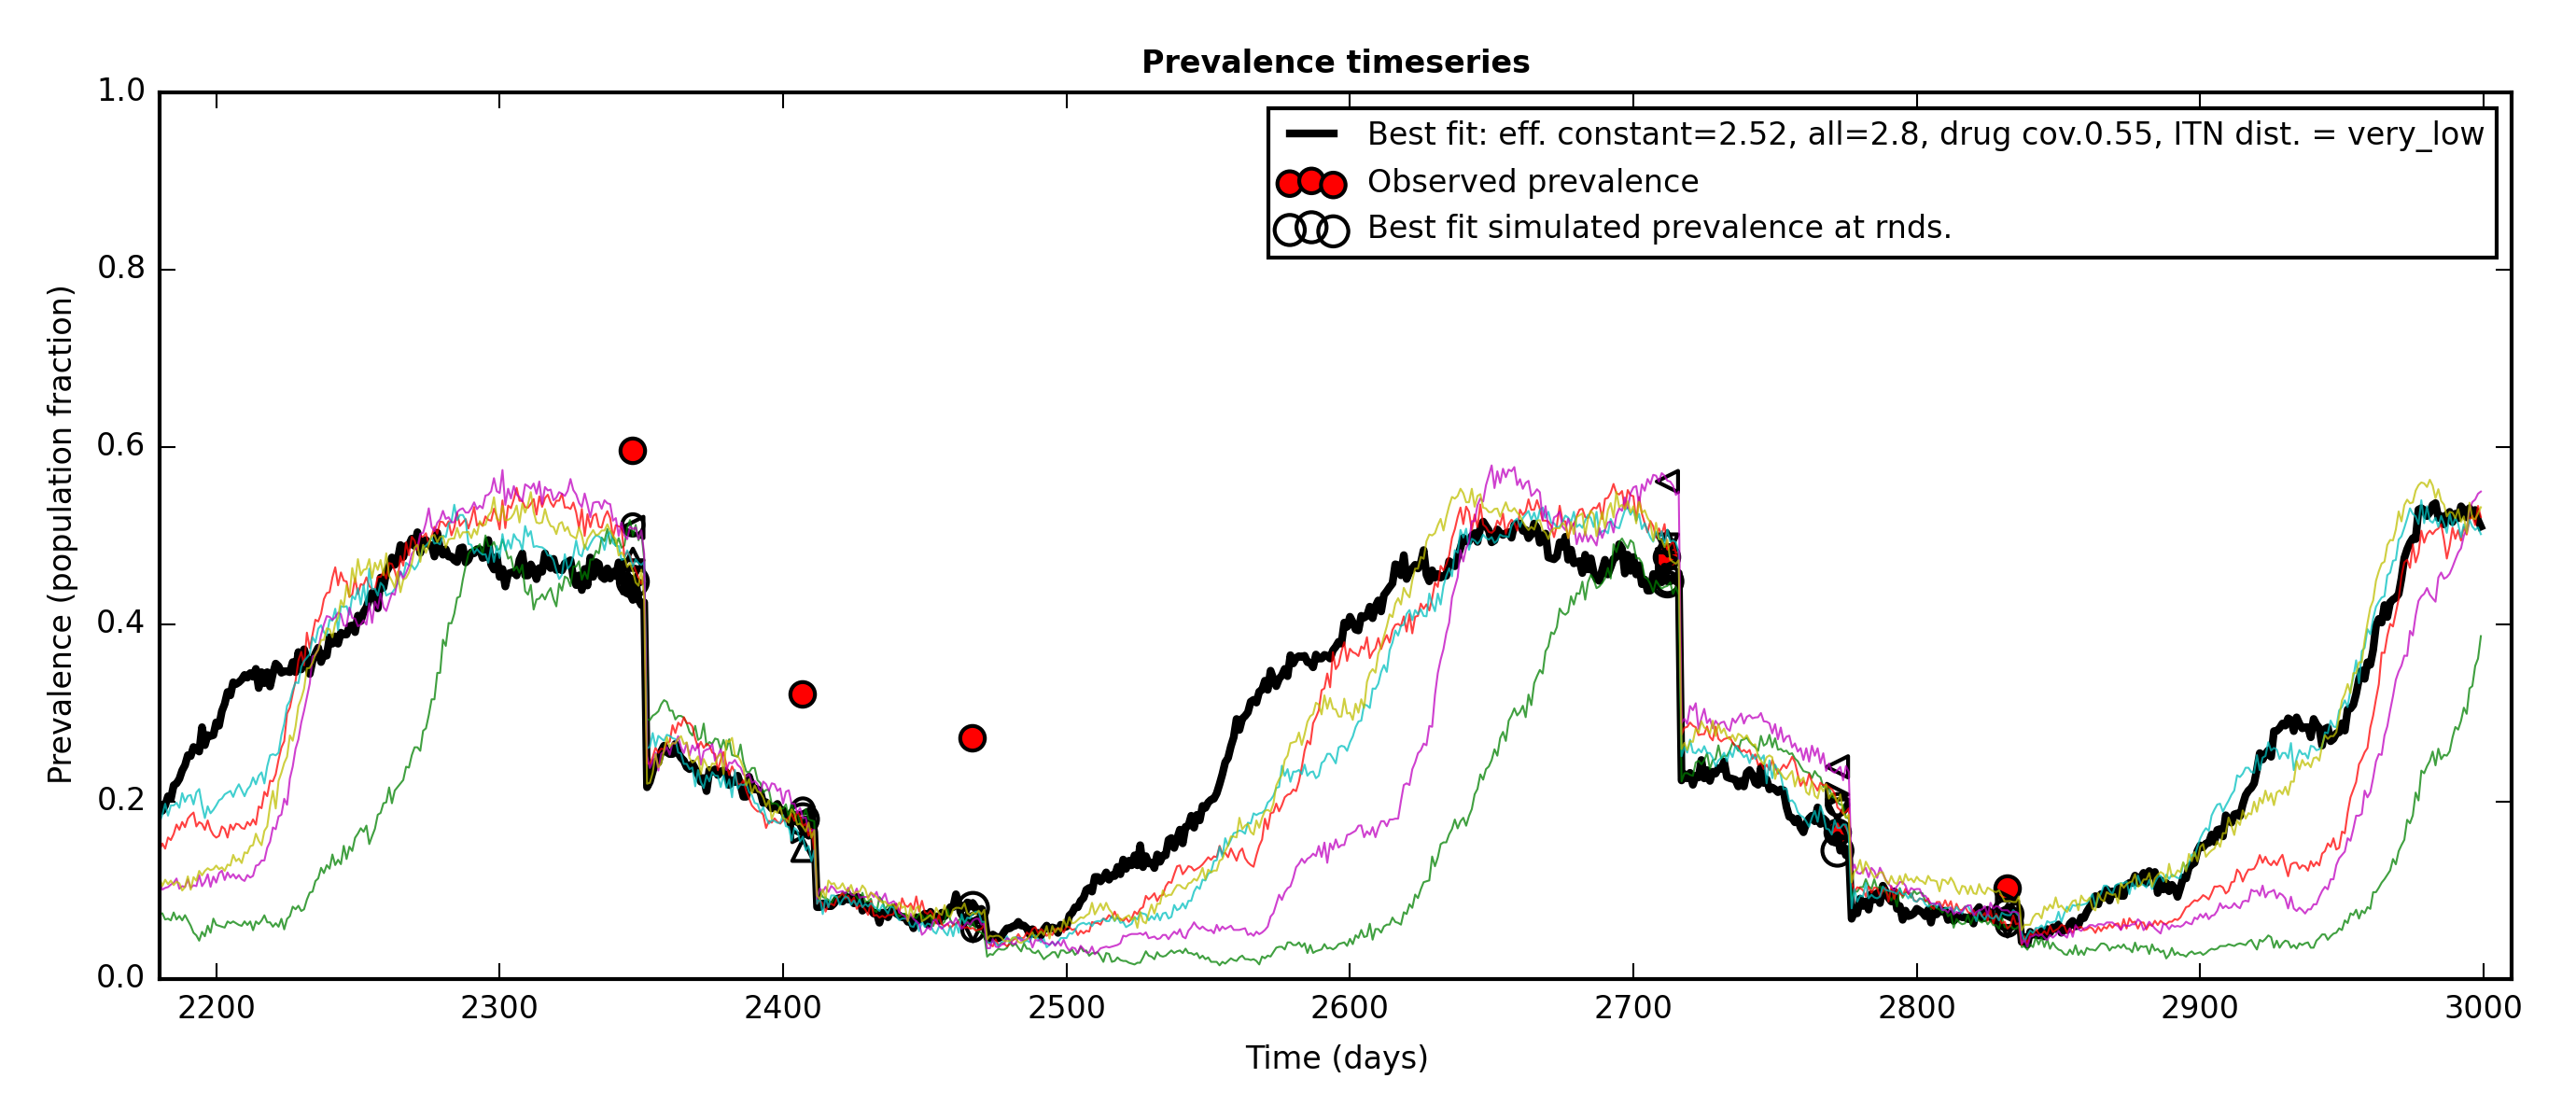 Prevalence timeseries
Best fit: eff. constant=2.52, all=2.8, drug cov.0.55, ITN dist. = very_low
Observed prevalence
Best fit simulated prevalence at rnds.
Prevalence (population fraction)
1.0
0.8
0.6
0.4
0.2
0.0
2200 2300 2400 2500 2600 2700 2800 2900 3000
Time (days)